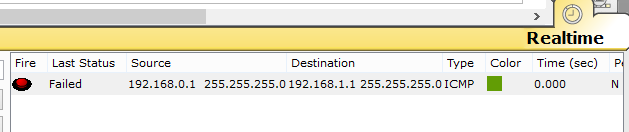 Realtime
Fire Last Status Source Destination Type Color Time (sec)
Failed 192.168.0.1 255.255.255.0 192.168.1.1 255.255.255.0 ICMP 0.000 N